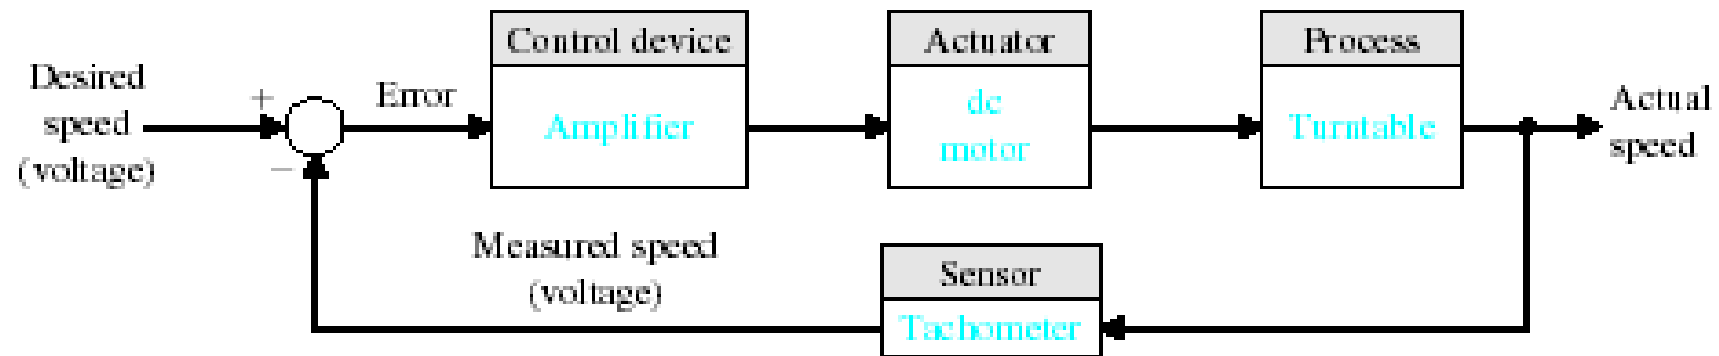 Desired
speed
(voltage)
+
−
Error
Control device
Amplifier
Actuator
dc
motor
Process
Turntable
Actual
speed
Measured speed
(voltage)
Sensor
Tachometer